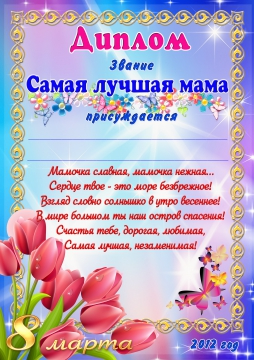 Диплом
Звание
Самая лучшая мама
присуждается
Мамочка славная, мамочка нежная...
Сердце твое - это море безбрежное!
Взгляд словно солнышко в утро весеннее!
В мире большом ты наш остров спасения!
Счастья тебе, дорогая, любимая,
Самая лучшая, незаменимая!
8 марта
2012 год